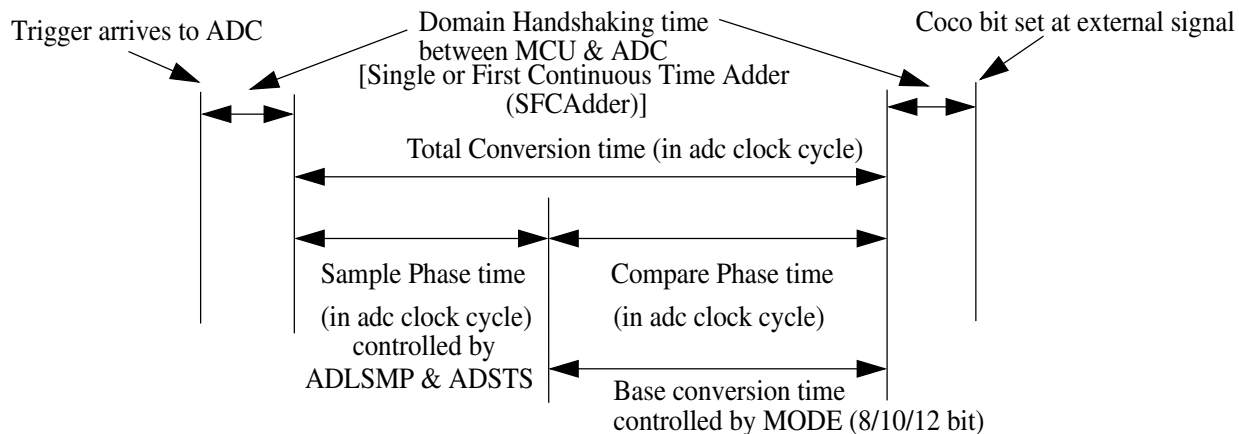 Trigger arrives to ADC
Domain Handshaking time
between MCU & ADC
[Single or First Continuous Time Adder
(SFCAdder)]
Coco bit set at external signal
Total Conversion time (in adc clock cycle)
Sample Phase time
(in adc clock cycle)
controlled by
ADLSMP & ADSTS
Compare Phase time
(in adc clock cycle)
Base conversion time
controlled by MODE (8/10/12 bit)